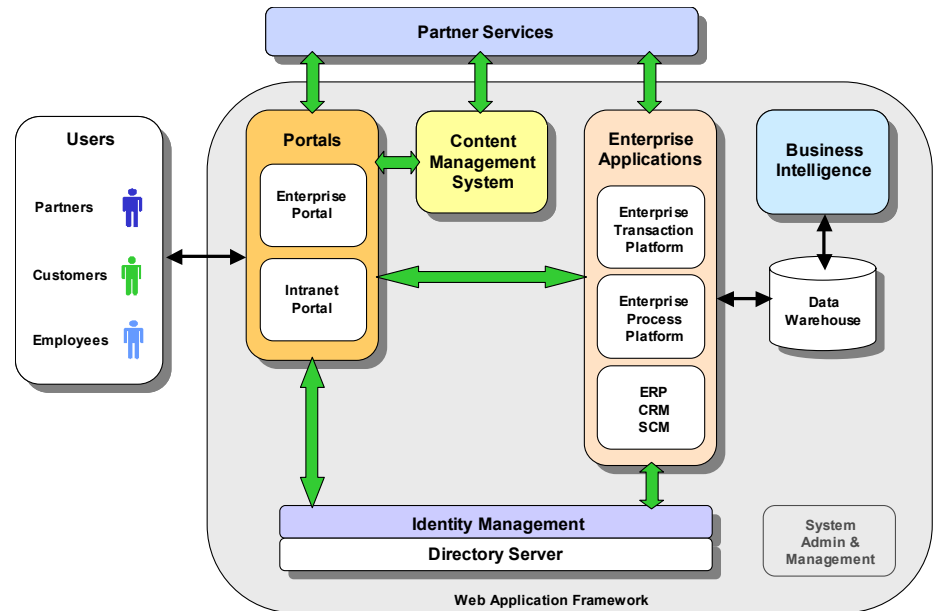 Partner Services
Users
Partners
Customers
Employees
Portals
Enterprise
Portal
Intranet
Portal
Content
Management
System
Enterprise
Applications
Enterprise
Transaction
Platform
Enterprise
Process
Platform
ERP
CRM
SCM
Business
Intelligence
Data
Warehouse
Identity Management
Directory Server
System
Admin &
Management
Web Application Framework